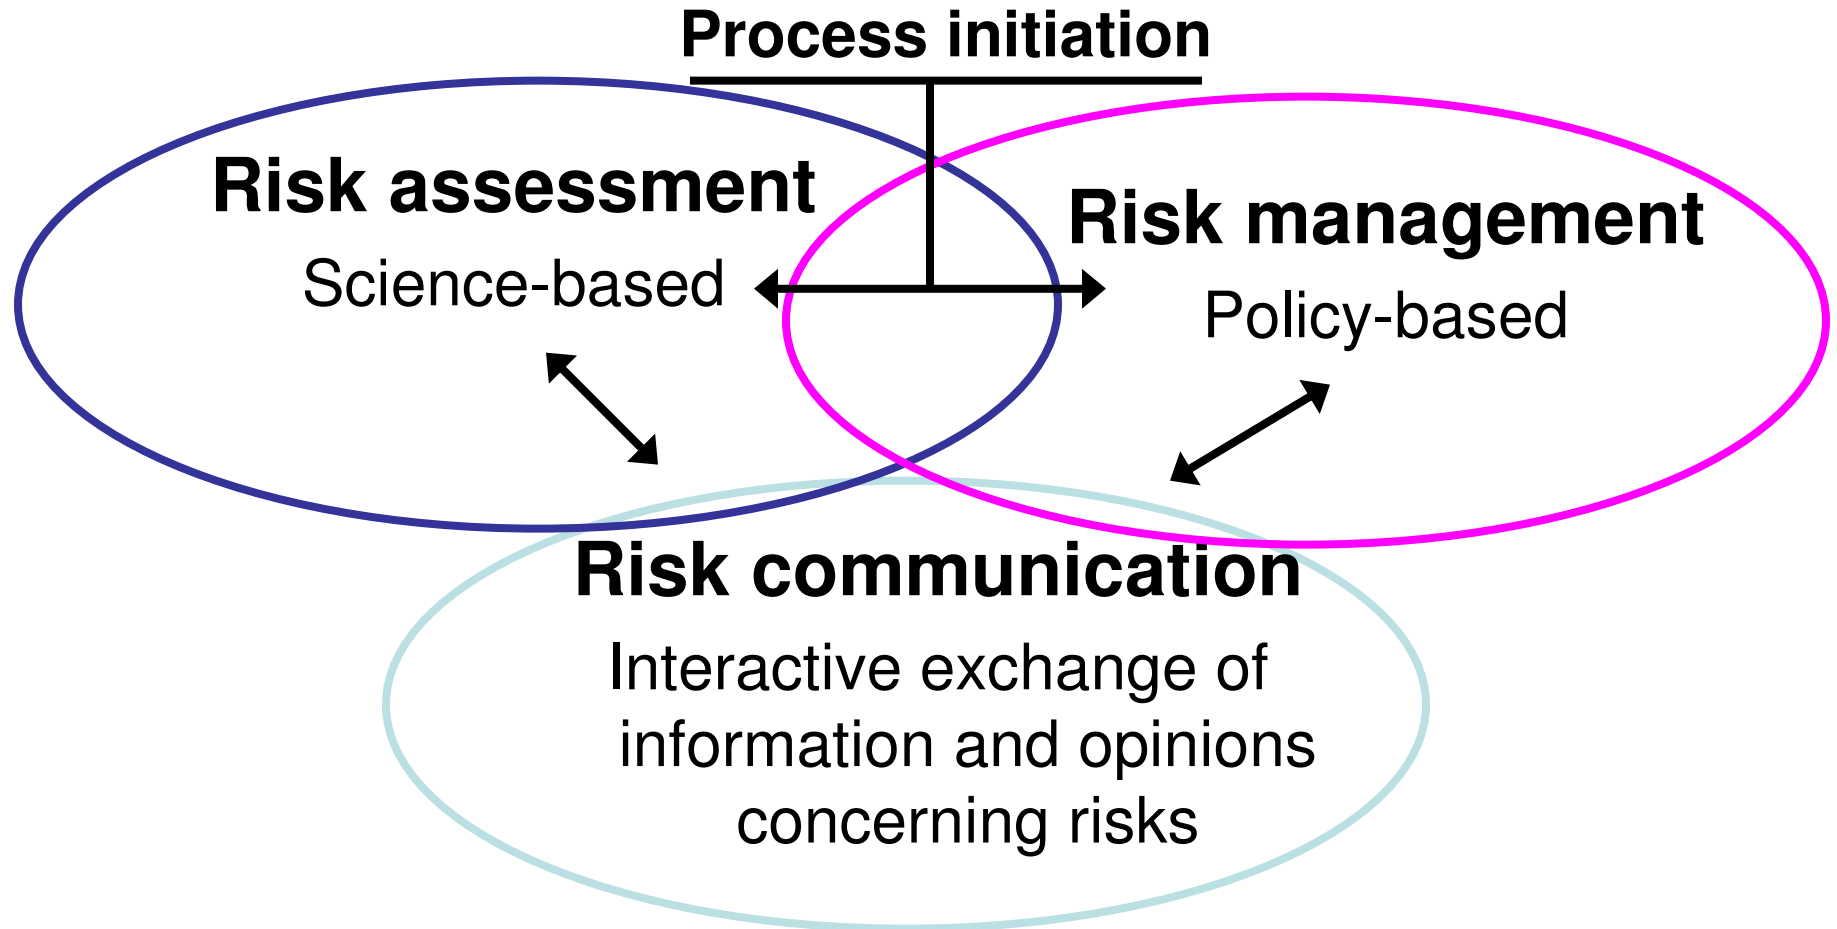 Process initiation
Risk assessment
Science-based
Risk management
Policy-based
Risk communication
Interactive exchange of
information and opinions
concerning risks